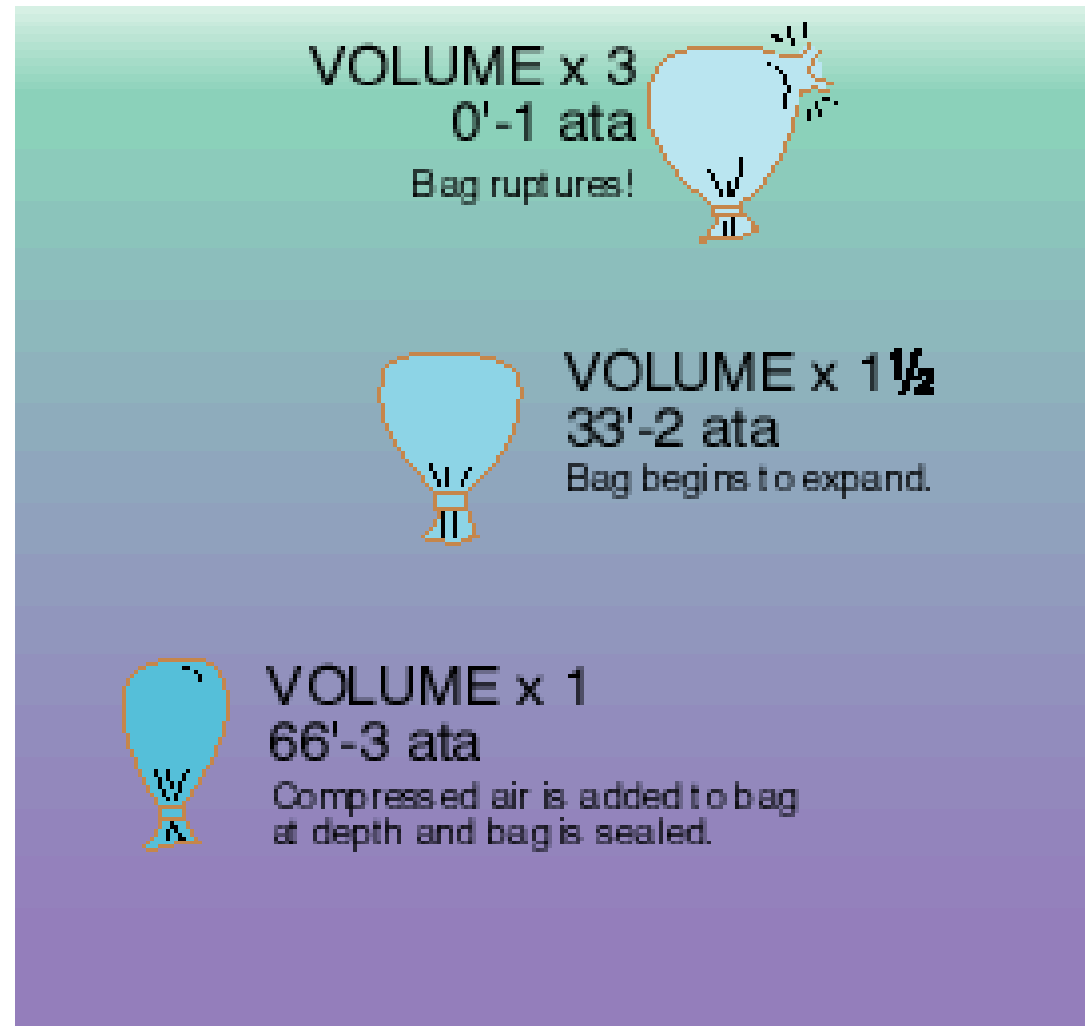 VOLUME x 3
0'-1 ata
Bag ruptures!
VOLUME x 1½
33'-2 ata
Bag begins to expand.
VOLUME x 1
66'-3 ata
Compressed air is added to bag
at depth and bag is sealed.